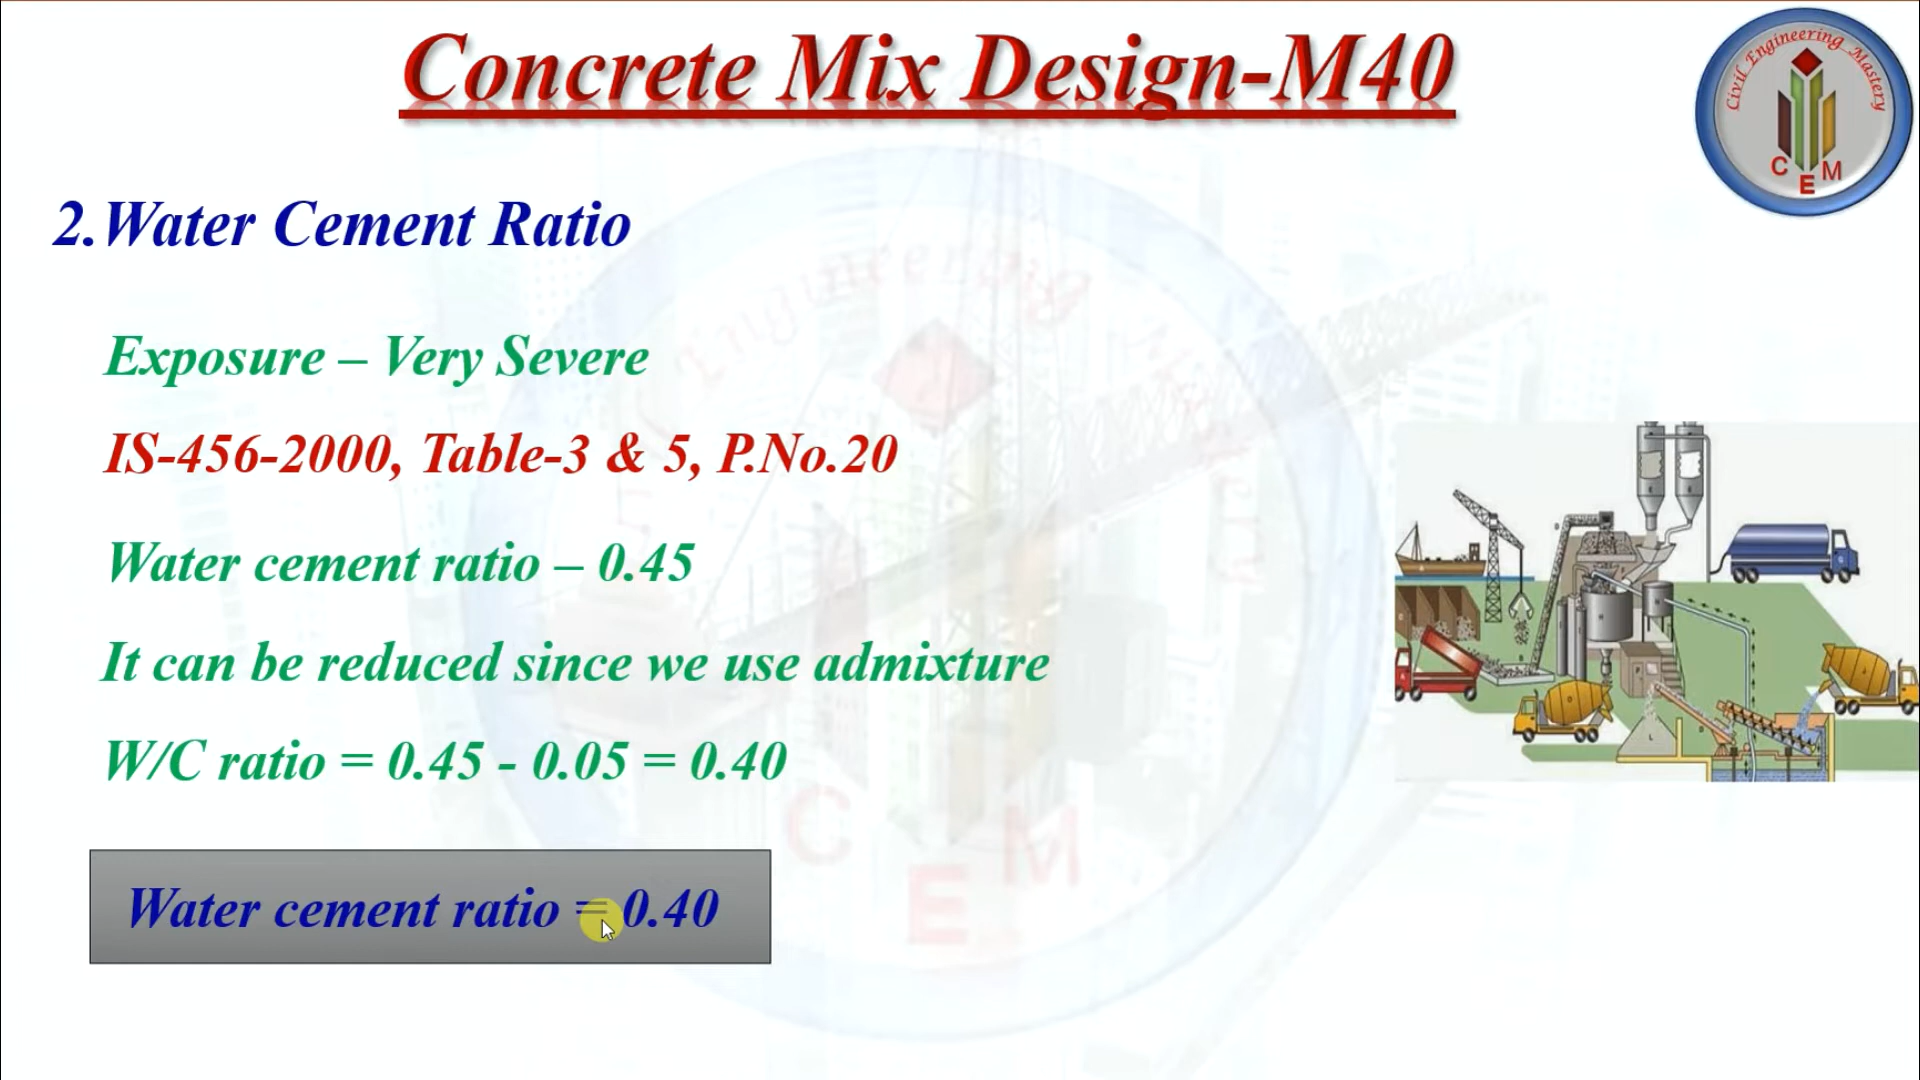 Concrete Mix Design-M40
Civil Engineering Mastery
C E M
2.Water Cement Ratio
Exposure – Very Severe
IS-456-2000, Table-3 & 5, P.No.20
Water cement ratio – 0.45
It can be reduced since we use admixture
W/C ratio = 0.45 - 0.05 = 0.40
Water cement ratio = 0.40